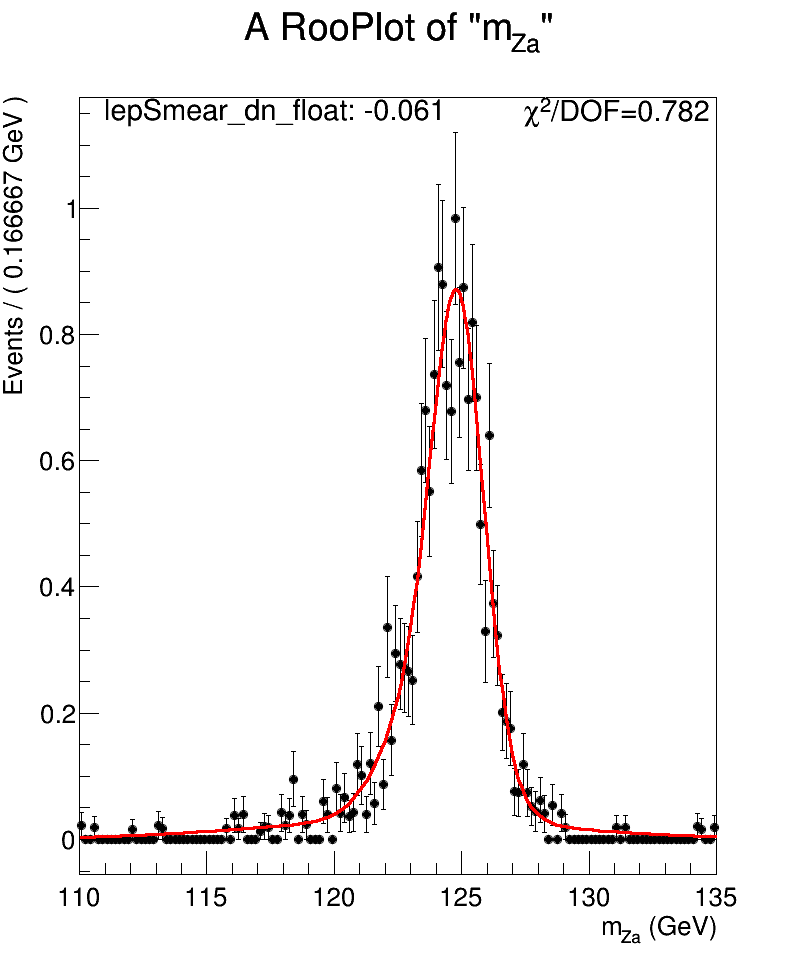 A RooPlot of "m_Za"
lepSmear_dn_float: -0.061
χ²/DOF=0.782
Events / ( 0.166667 GeV )
1
0.8
0.6
0.4
0.2
0
110 115 120 125 130 135
m_Za (GeV)